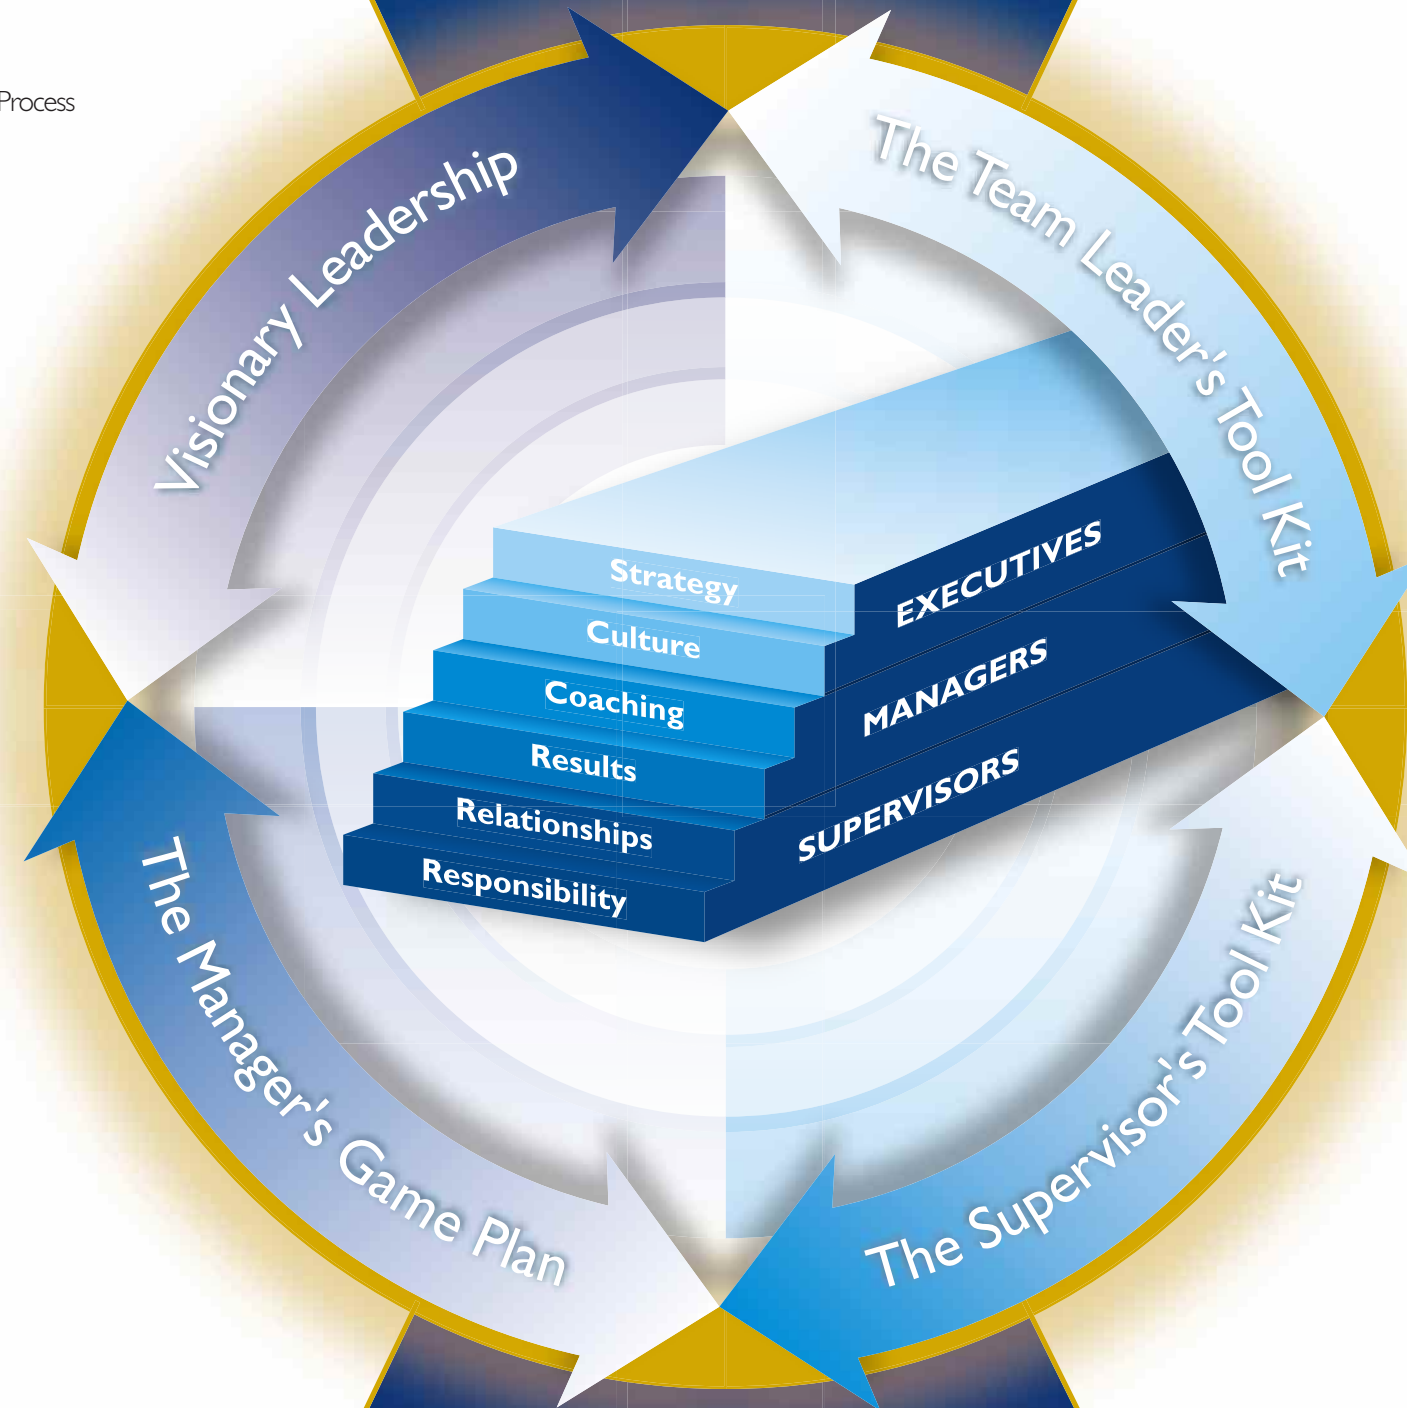 Process
Visionary Leadership
The Team Leader's Tool Kit
Strategy
Culture
Coaching
Results
Relationships
Responsibility
EXECUTIVES
MANAGERS
SUPERVISORS
The Manager's Game Plan
The Supervisor's Tool Kit